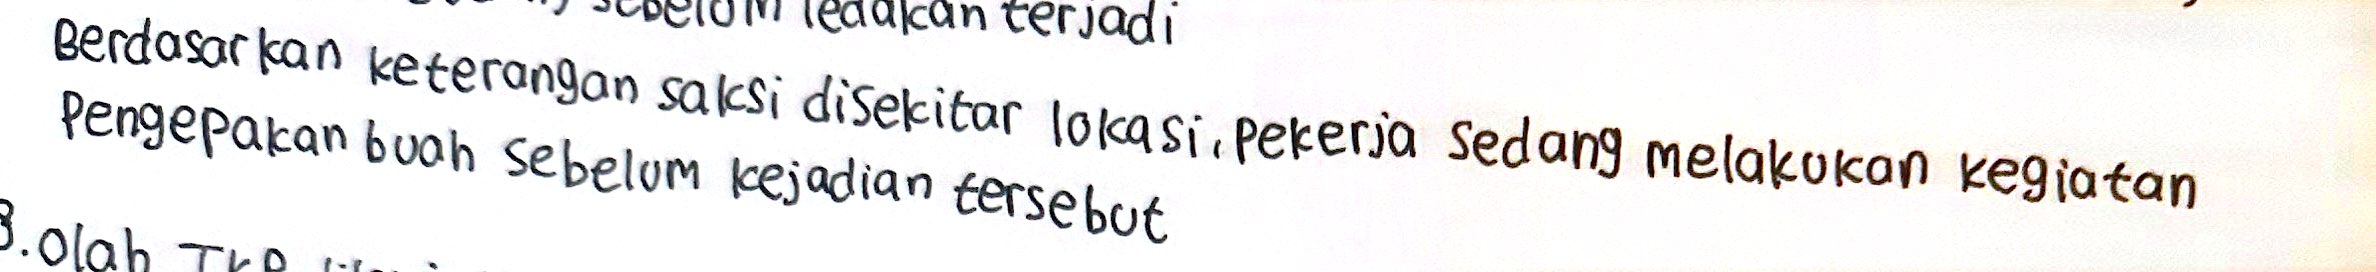 sebelum ledakan terjadi
Berdasarkan keterangan saksi disekitar lokasi, pekerja sedang melakukan kegiatan
Pengepakan buah sebelum kejadian tersebut
3. Olah TKP